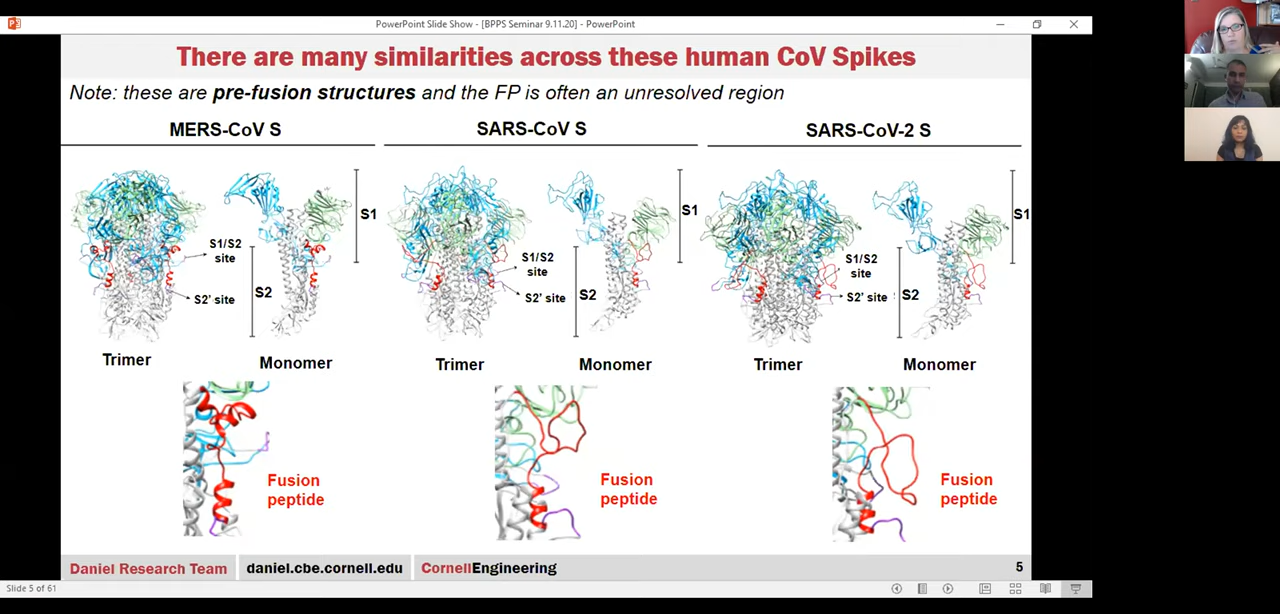 PowerPoint Slide Show - [BPPS Seminar 9.11.20] - PowerPoint
There are many similarities across these human CoV Spikes
Note: these are pre-fusion structures and the FP is often an unresolved region
MERS-CoV S
SARS-CoV S
SARS-CoV-2 S
S1
S1/S2
site
S2' site
S2
Trimer
Monomer
S1
S1/S2
site
S2' site
S2
Trimer
Monomer
S1
S1/S2
site
S2' site
S2
Trimer
Monomer
Fusion
peptide
Fusion
peptide
Fusion
peptide
Daniel Research Team
daniel.cbe.cornell.edu
CornellEngineering
5
Slide 5 of 61